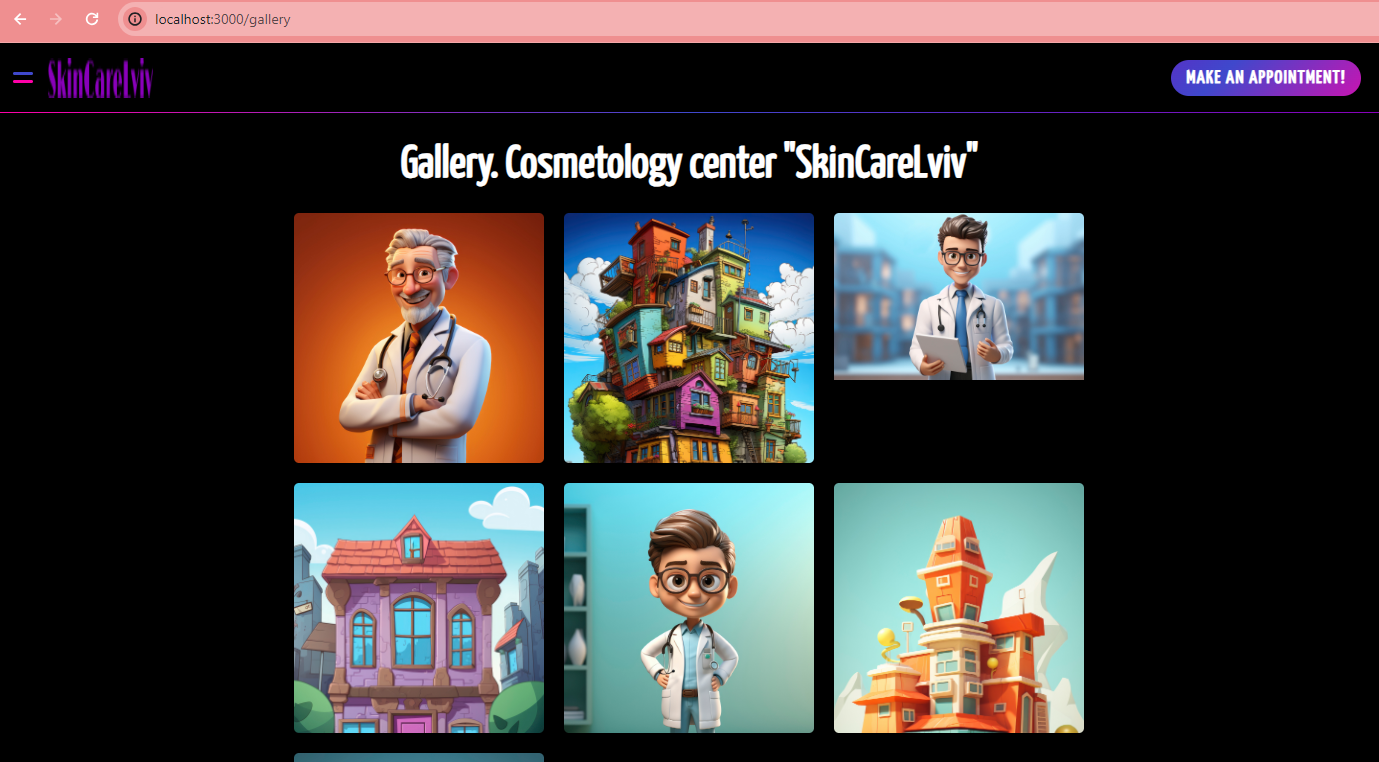 localhost:3000/gallery
SkinCareLviv
MAKE AN APPOINTMENT!
Gallery. Cosmetology center "SkinCareLviv"